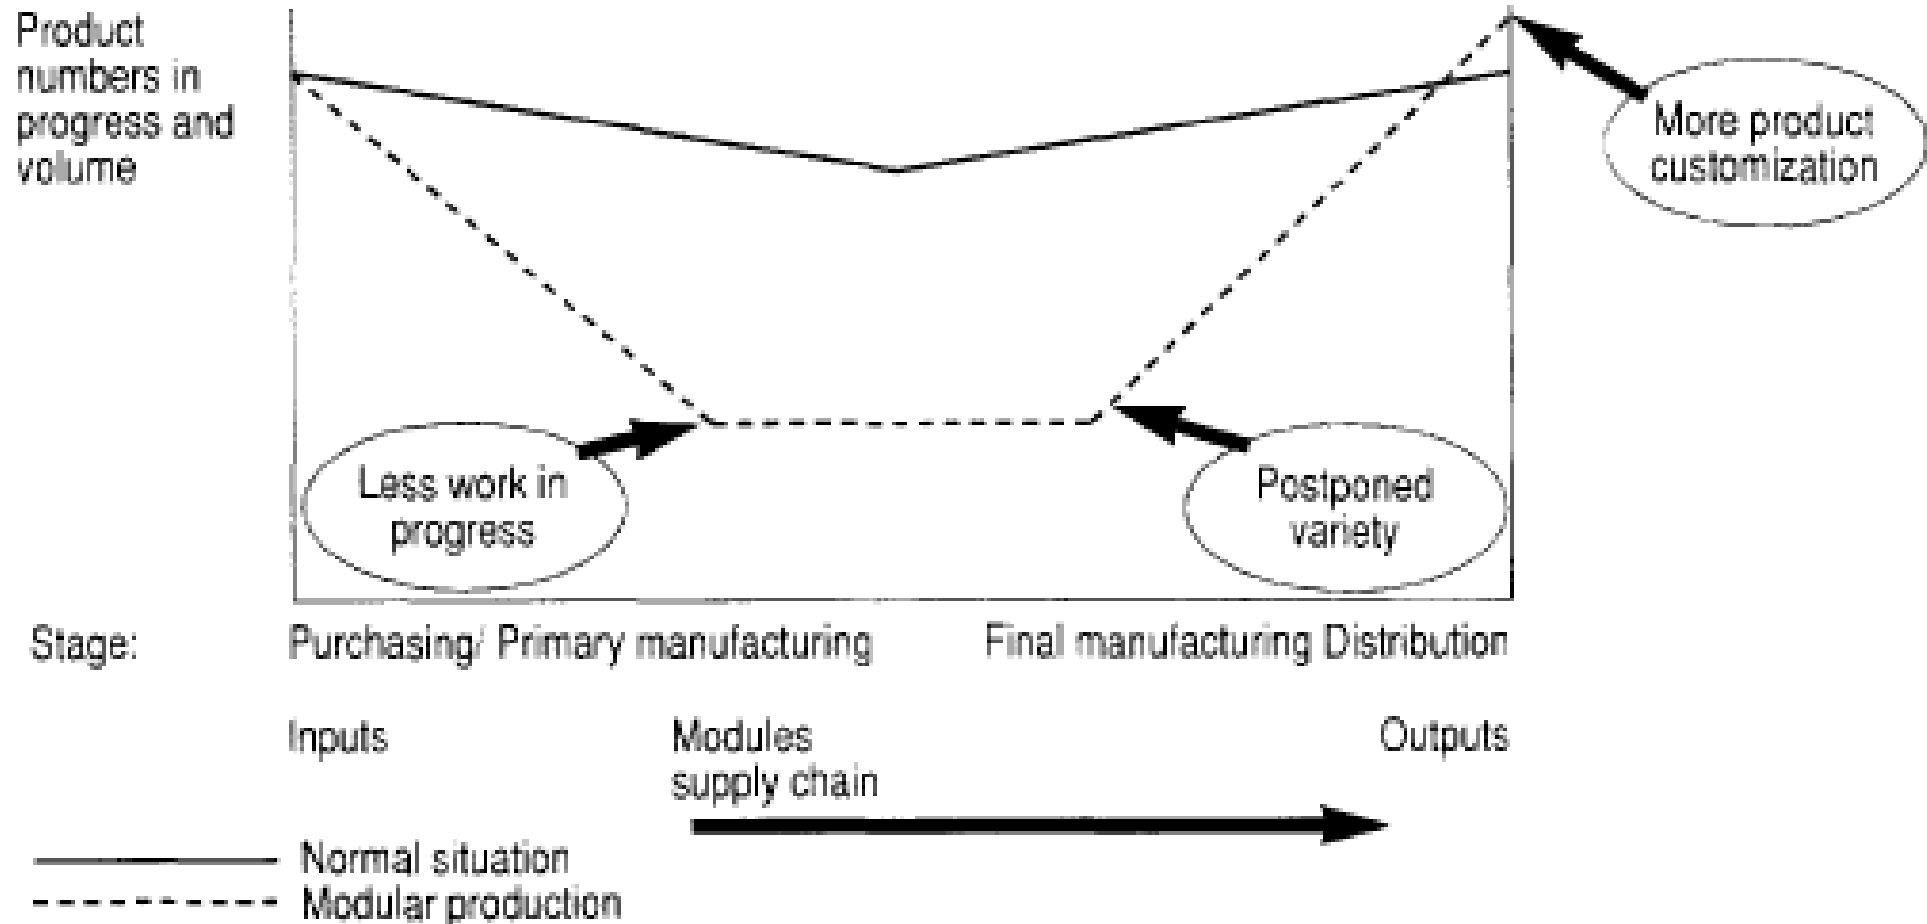 Product
numbers in
progress and
volume
More product
customization
Less work in
progress
Postponed
variety
Stage:
Purchasing/ Primary manufacturing
Final manufacturing Distribution
Inputs
Modules
supply chain
Outputs
Normal situation
Modular production